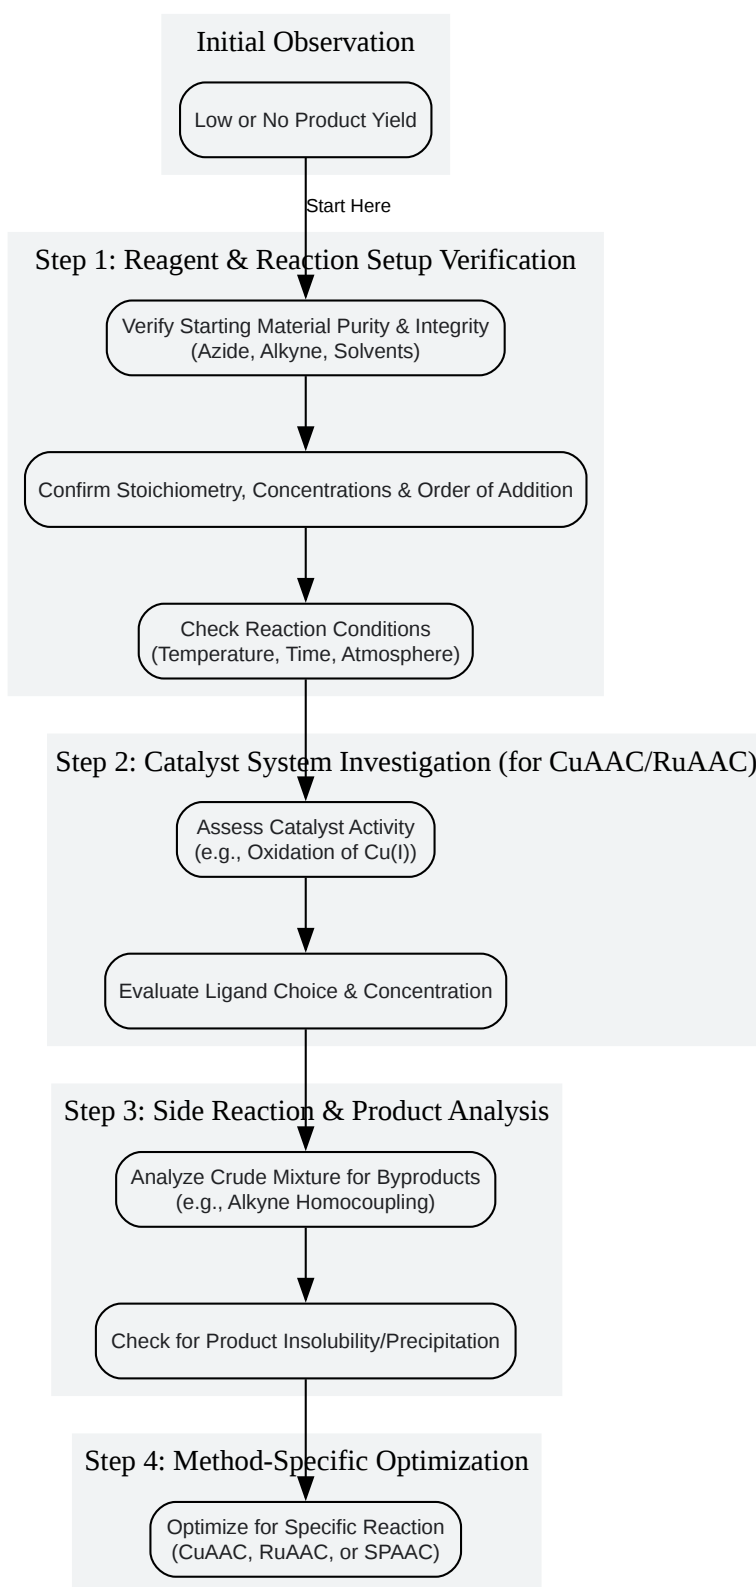 Initial Observation
Low or No Product Yield
Start Here
Step 1: Reagent & Reaction Setup Verification
Verify Starting Material Purity & Integrity
(Azide, Alkyne, Solvents)
Confirm Stoichiometry, Concentrations & Order of Addition
Check Reaction Conditions
(Temperature, Time, Atmosphere)
Step 2: Catalyst System Investigation (for CuAAC/RuAAC)
Assess Catalyst Activity
(e.g., Oxidation of Cu(I))
Evaluate Ligand Choice & Concentration
Step 3: Side Reaction & Product Analysis
Analyze Crude Mixture for Byproducts
(e.g., Alkyne Homocoupling)
Check for Product Insolubility/Precipitation
Step 4: Method-Specific Optimization
Optimize for Specific Reaction
(CuAAC, RuAAC, or SPAAC)